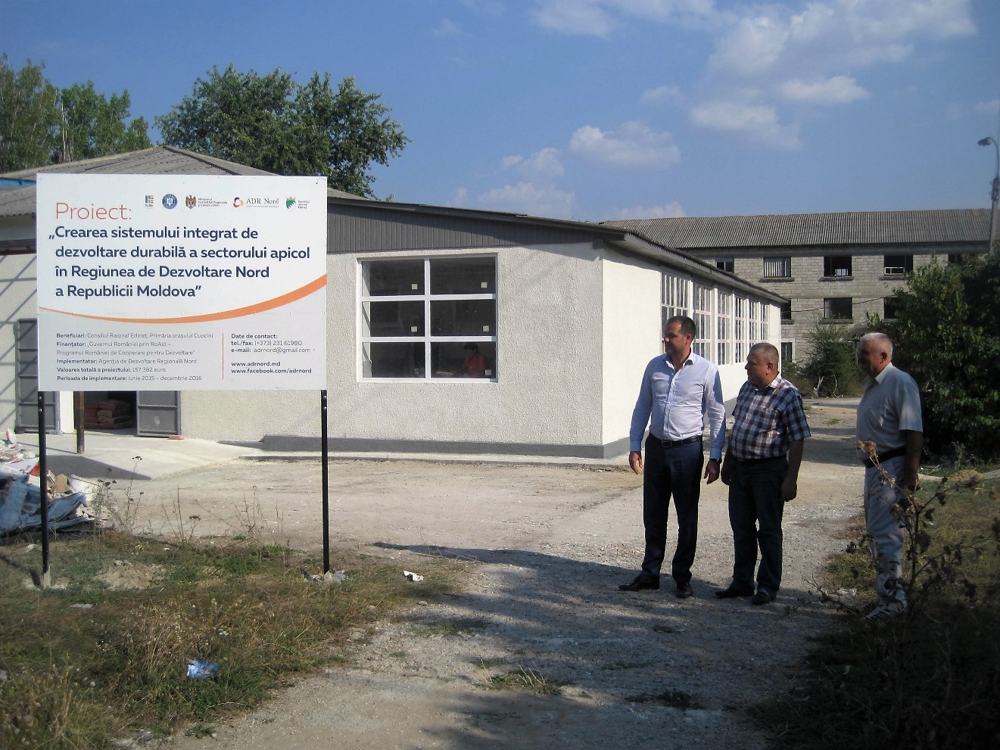 Proiect:
ADR Nord
„Crearea sistemului integrat de
dezvoltare durabilă a sectorului apicol
în Regiunea de Dezvoltare Nord
a Republicii Moldova”
Beneficiari: Consiliul Raional Edineț, Primăria orașului Cupcini
Finanțator: „Guvernul României prin RoAid –
Programul României de Cooperare pentru Dezvoltare”
Implementator: Agenția de Dezvoltare Regională Nord
Valoarea totală a proiectului: 157 382 euro
Perioada de implementare: iunie 2015 – decembrie 2016
Date de contact:
tel./fax: (+373) 231 61980
e-mail: adrnord@gmail.com
www.adrnord.md
www.facebook.com/adrnord